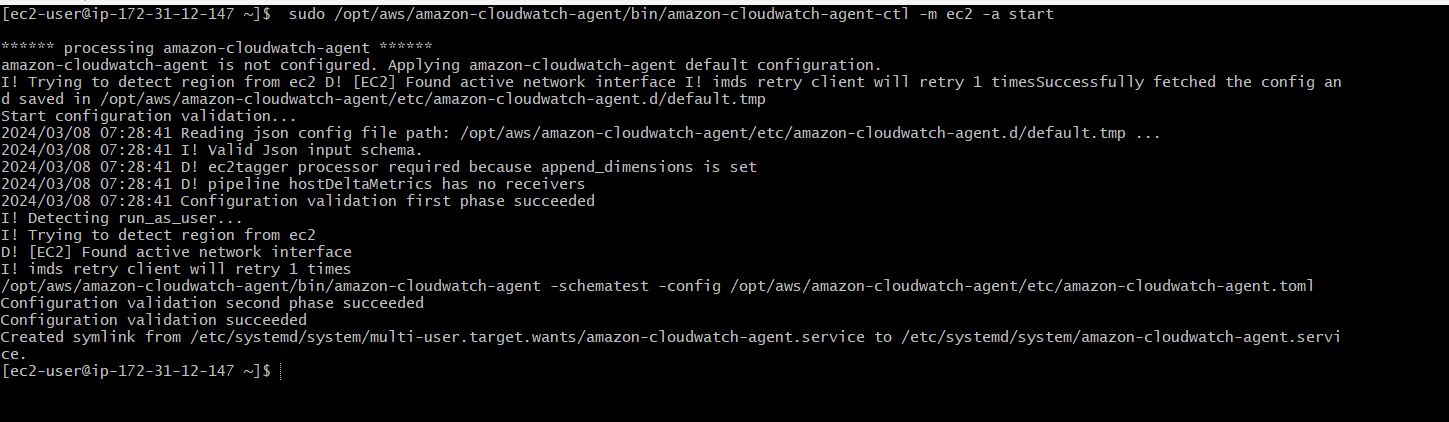 [ec2-user@ip-172-31-12-147 ~]$  sudo /opt/aws/amazon-cloudwatch-agent/bin/amazon-cloudwatch-agent-ctl -m ec2 -a start
****** processing amazon-cloudwatch-agent ******
amazon-cloudwatch-agent is not configured. Applying amazon-cloudwatch-agent default configuration.
I! Trying to detect region from ec2 D! [EC2] Found active network interface I! imds retry client will retry 1 timesSuccessfully fetched the config an
d saved in /opt/aws/amazon-cloudwatch-agent/etc/amazon-cloudwatch-agent.d/default.tmp
Start configuration validation...
2024/03/08 07:28:41 Reading json config file path: /opt/aws/amazon-cloudwatch-agent/etc/amazon-cloudwatch-agent.d/default.tmp ...
2024/03/08 07:28:41 I! Valid Json input schema.
2024/03/08 07:28:41 D! ec2tagger processor required because append_dimensions is set
2024/03/08 07:28:41 D! pipeline hostDeltaMetrics has no receivers
2024/03/08 07:28:41 Configuration validation first phase succeeded
I! Detecting run_as_user...
I! Trying to detect region from ec2
D! [EC2] Found active network interface
I! imds retry client will retry 1 times
/opt/aws/amazon-cloudwatch-agent/bin/amazon-cloudwatch-agent -schematest -config /opt/aws/amazon-cloudwatch-agent/etc/amazon-cloudwatch-agent.toml
Configuration validation second phase succeeded
Configuration validation succeeded
Created symlink from /etc/systemd/system/multi-user.target.wants/amazon-cloudwatch-agent.service to /etc/systemd/system/amazon-cloudwatch-agent.servi
ce.
[ec2-user@ip-172-31-12-147 ~]$